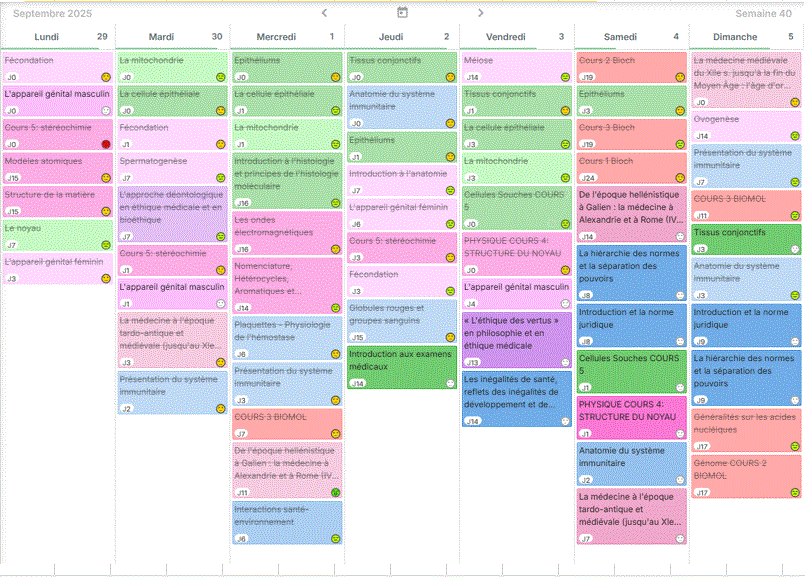 Septembre 2025
Semaine 40
Lundi 29
Fécondation
J0
L'appareil génital masculin
J0
Cours 5: stéréochimie
J0
Modèles atomiques
J15
Structure de la matière
J15
Le noyau
J7
L'appareil génital féminin
J3
Mardi 30
La mitochondrie
J0
La cellule épithéliale
J0
Fécondation
J1
Spermatogenèse
J7
L'approche déontologique
en éthique médicale et en
bioéthique
J7
Cours 5: stéréochimie
J1
L'appareil génital masculin
J1
La médecine à l'époque
tardo-antique et
médiévale (jusqu'au XIe...
J3
Présentation du système
immunitaire
J2
Mercredi 1
Épithéliums
J0
La cellule épithéliale
J1
La mitochondrie
J1
Introduction à l'histologie
et principes de l'histologie
moléculaire
J16
Les ondes
électromagnétiques
J16
Nomenclature,
Hétérocycles,
Aromatiques et...
J14
Plaquettes - Physiologie
de l'hémostase
J6
Présentation du système
immunitaire
J3
COURS 3 BIOMOL
J7
De l'époque hellénistique
à Galien : la médecine à
Alexandrie et à Rome (IV...
J11
Interactions santé-
environnement
J6
Jeudi 2
Tissus conjonctifs
J0
Anatomie du système
immunitaire
J0
Épithéliums
J1
Introduction à l'anatomie
J7
L'appareil génital féminin
J6
Cours 5: stéréochimie
J3
Fécondation
J3
Globules rouges et
groupes sanguins
J15
Introduction aux examens
médicaux
J14
Vendredi 3
Méiose
J14
Tissus conjonctifs
J1
La cellule épithéliale
J3
La mitochondrie
J3
Cellules Souches COURS
5
J0
PHYSIQUE COURS 4:
STRUCTURE DU NOYAU
J0
L'appareil génital masculin
J4
« L'éthique des vertus »
en philosophie et en
éthique médicale
J13
Les inégalités de santé,
reflets des inégalités de
développement et de...
J14
Samedi 4
Cours 2 Bioch
J19
Épithéliums
J3
Cours 3 Bioch
J19
Cours 1 Bioch
J24
De l'époque hellénistique
à Galien : la médecine à
Alexandrie et à Rome (IV...
J14
La hiérarchie des normes
et la séparation des
pouvoirs
J8
Introduction et la norme
juridique
J8
Cellules Souches COURS
5
J1
PHYSIQUE COURS 4:
STRUCTURE DU NOYAU
J1
Anatomie du système
immunitaire
J2
La médecine à l'époque
tardo-antique et
médiévale (jusqu'au XIe...
J7
Dimanche 5
La médecine médiévale
du XIIe s. jusqu'à la fin du
Moyen Âge : l'âge d'or...
J0
Ovogenèse
J14
Présentation du système
immunitaire
J7
COURS 3 BIOMOL
J11
Tissus conjonctifs
J3
Anatomie du système
immunitaire
J3
Introduction et la norme
juridique
J9
La hiérarchie des normes
et la séparation des
pouvoirs
J9
Généralités sur les acides
nucléiques
J17
Génome COURS 2
BIOMOL
J17